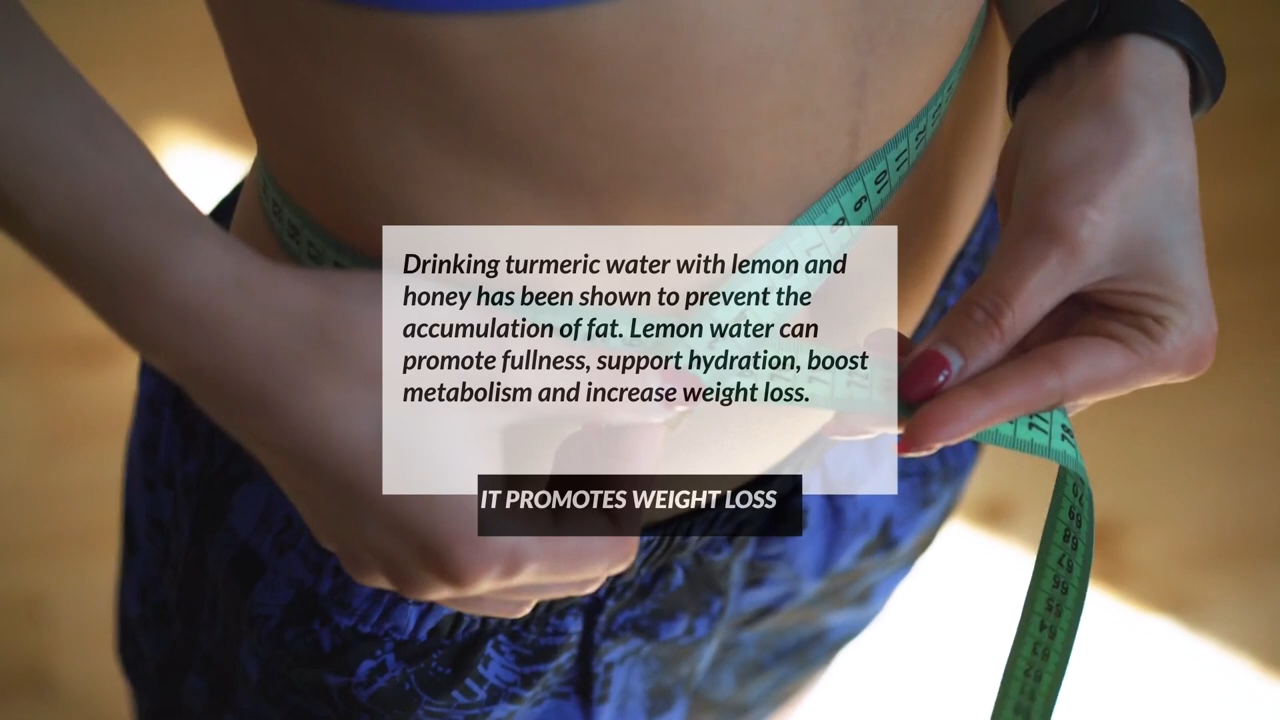 Drinking turmeric water with lemon and
honey has been shown to prevent the
accumulation of fat. Lemon water can
promote fullness, support hydration, boost
metabolism and increase weight loss.
IT PROMOTES WEIGHT LOSS